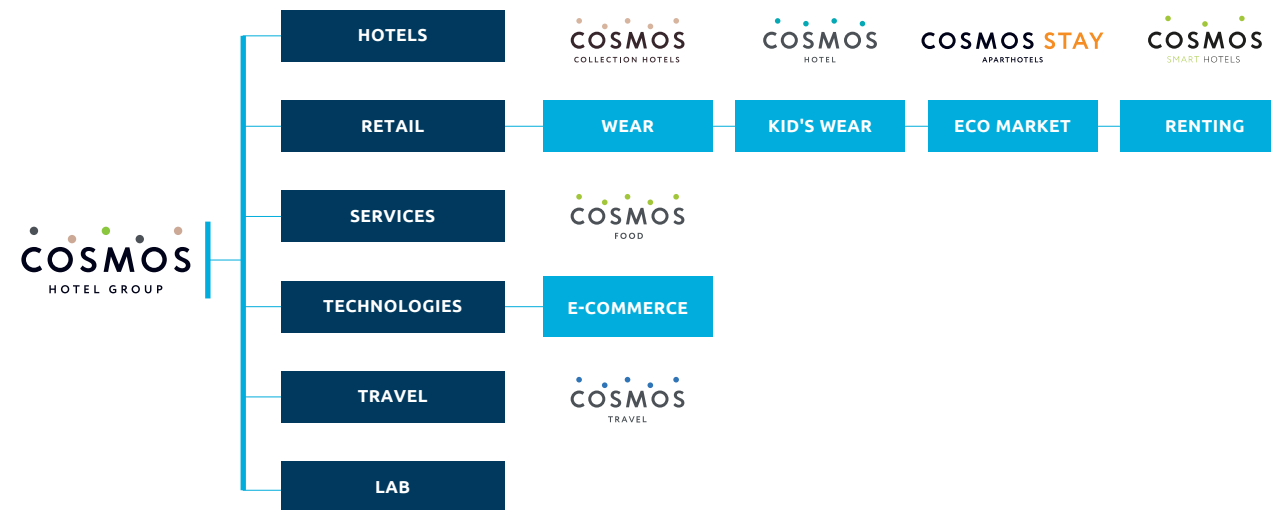 HOTELS
COSMOS
COLLECTION HOTELS
COSMOS
HOTEL
COSMOS STAY
APARTHOTELS
COSMOS
SMART HOTELS
RETAIL
WEAR
KID'S WEAR
ECO MARKET
RENTING
SERVICES
COSMOS
FOOD
COSMOS
HOTEL GROUP
TECHNOLOGIES
E-COMMERCE
TRAVEL
COSMOS
TRAVEL
LAB